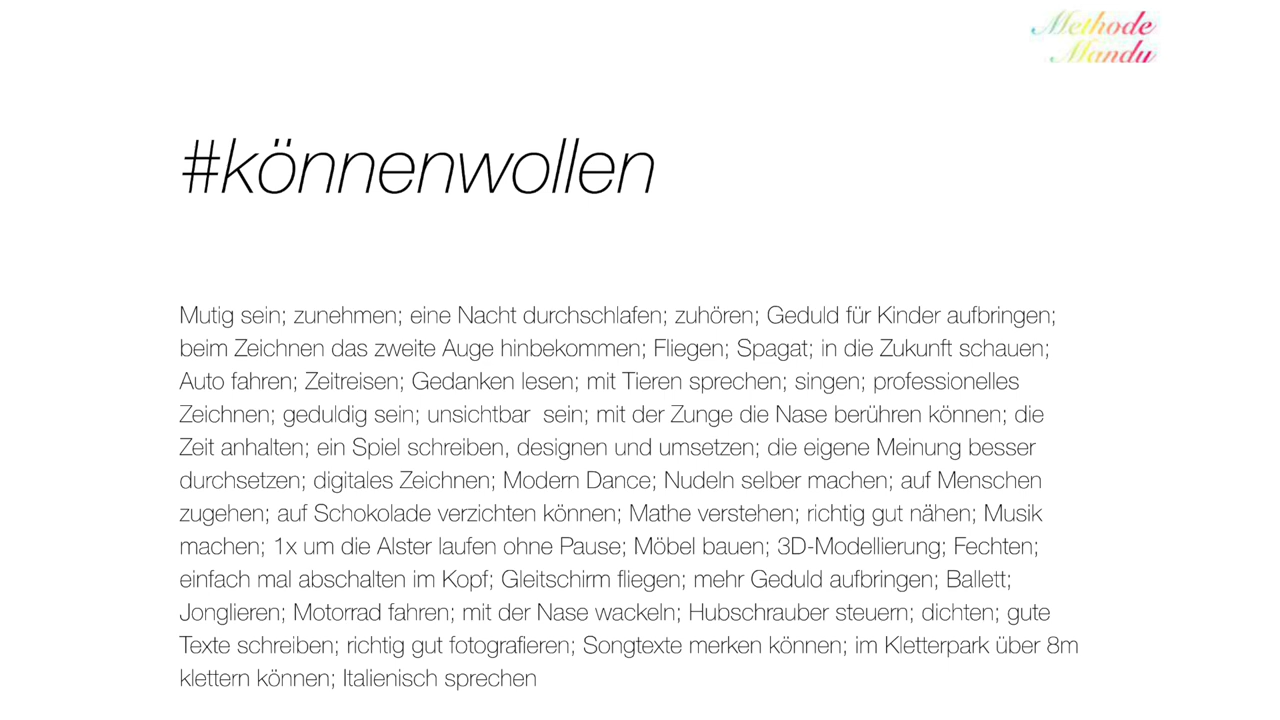 Methode
Mandu
#könnenwollen
Mutig sein; zunehmen; eine Nacht durchschlafen; zuhören; Geduld für Kinder aufbringen;
beim Zeichnen das zweite Auge hinbekommen; Fliegen; Spagat; in die Zukunft schauen;
Auto fahren; Zeitreisen; Gedanken lesen; mit Tieren sprechen; singen; professionelles
Zeichnen; geduldig sein; unsichtbar  sein; mit der Zunge die Nase berühren können; die
Zeit anhalten; ein Spiel schreiben, designen und umsetzen; die eigene Meinung besser
durchsetzen; digitales Zeichnen; Modern Dance; Nudeln selber machen; auf Menschen
zugehen; auf Schokolade verzichten können; Mathe verstehen; richtig gut nähen; Musik
machen; 1x um die Alster laufen ohne Pause; Möbel bauen; 3D-Modellierung; Fechten;
einfach mal abschalten im Kopf; Gleitschirm fliegen; mehr Geduld aufbringen; Ballett;
Jonglieren; Motorrad fahren; mit der Nase wackeln; Hubschrauber steuern; dichten; gute
Texte schreiben; richtig gut fotografieren; Songtexte merken können; im Kletterpark über 8m
klettern können; Italienisch sprechen